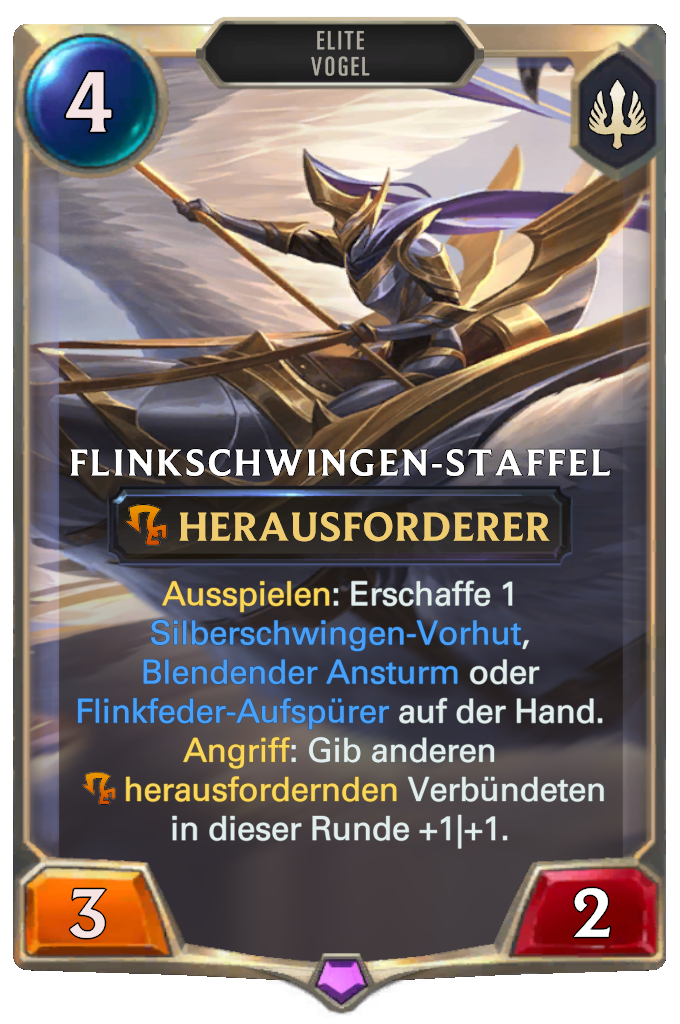 ELITE
VOGEL
4
FLINKSCHWINGEN-STAFFEL
HERAUSFORDERER
Ausspielen: Erschaffe 1
Silberschwingen-Vorhut,
Blendender Ansturm oder
Flinkfeder-Aufspürer auf der Hand.
Angriff: Gib anderen
herausfordernden Verbündeten
in dieser Runde +1|+1.
3
2